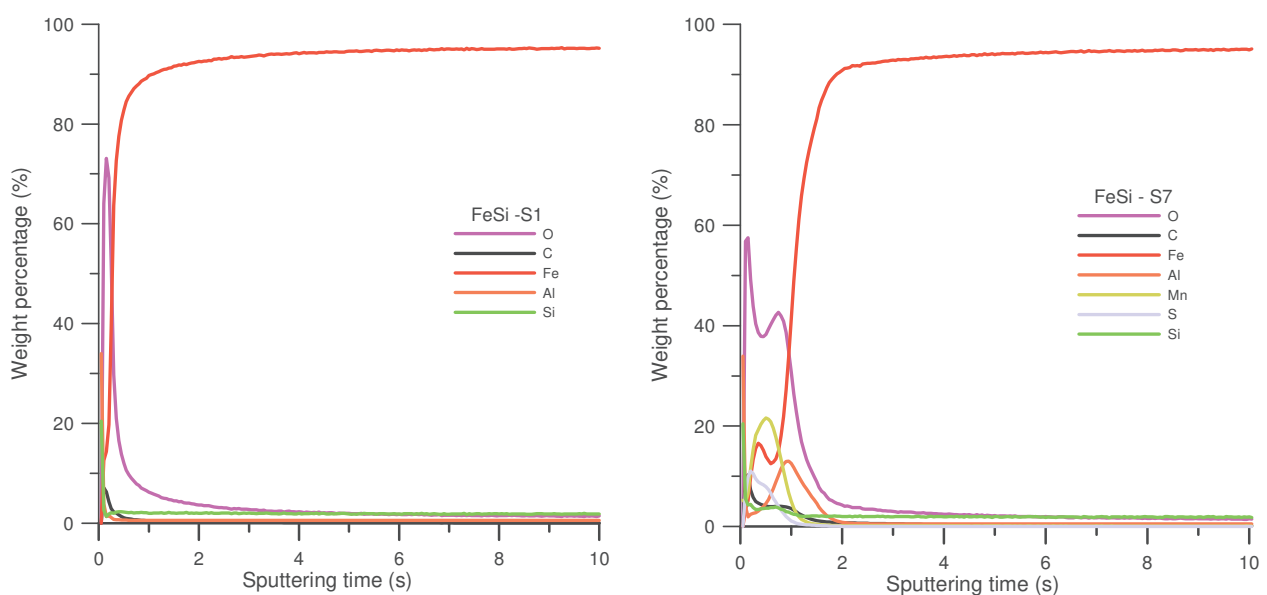 100
80
60
40
20
0
Weight percentage (%)
0 2 4 6 8 10
Sputtering time (s)
FeSi -S1
O
C
Fe
Al
Si
100
80
60
40
20
0
Weight percentage (%)
0 2 4 6 8 10
Sputtering time (s)
FeSi - S7
O
C
Fe
Al
Mn
S
Si